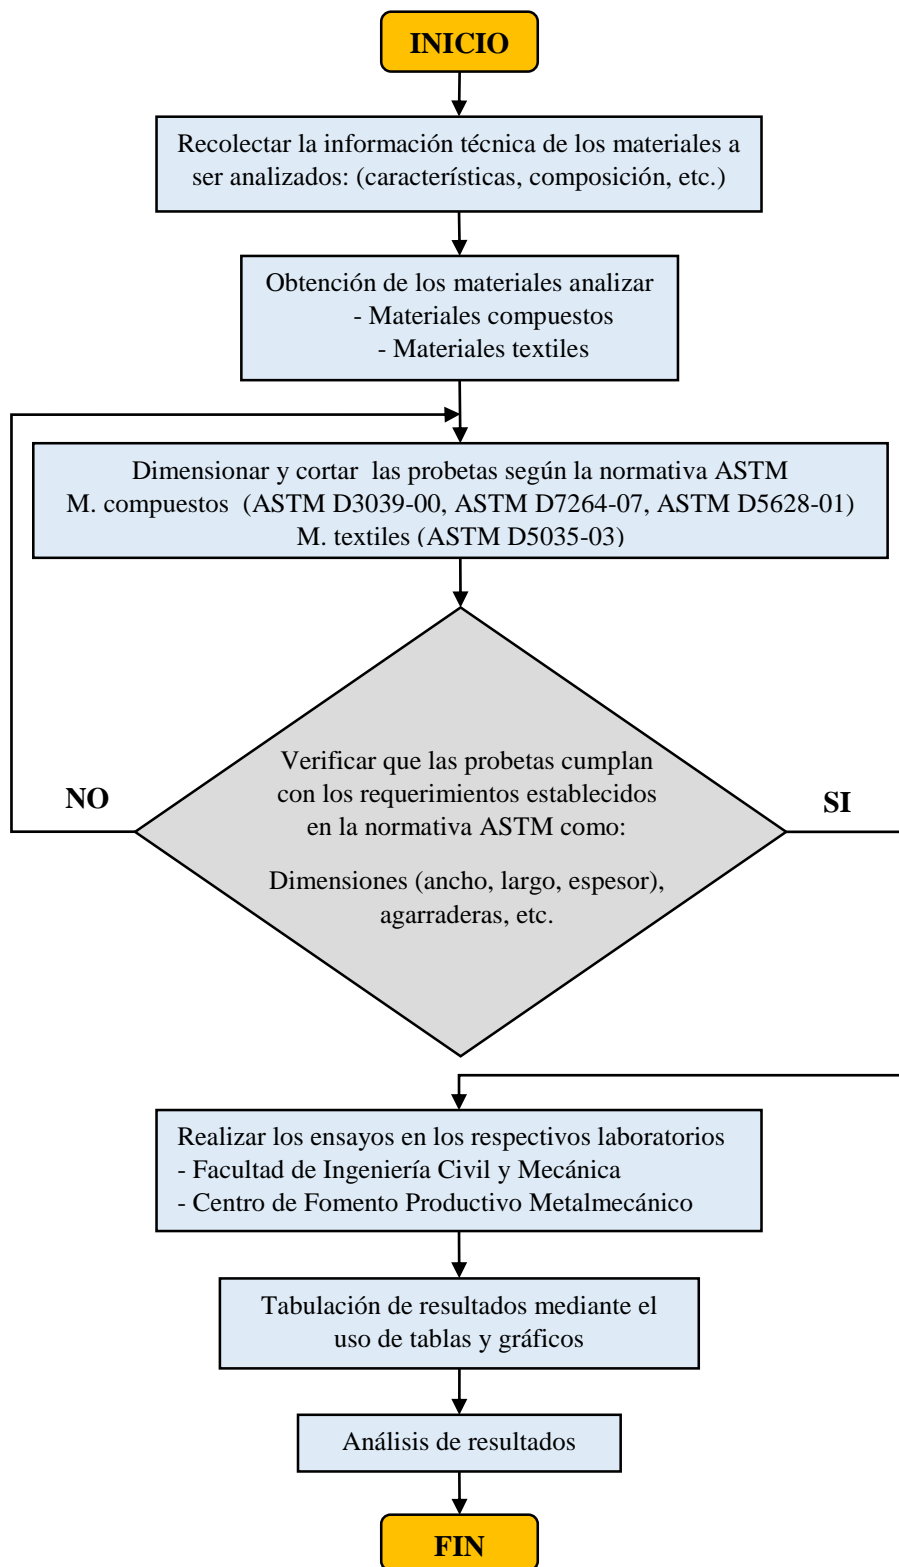 INICIO
Recolectar la información técnica de los materiales a
ser analizados: (características, composición, etc.)
Obtención de los materiales analizar
- Materiales compuestos
- Materiales textiles
Dimensionar y cortar las probetas según la normativa ASTM
M. compuestos (ASTM D3039-00, ASTM D7264-07, ASTM D5628-01)
M. textiles (ASTM D5035-03)
Verificar que las probetas cumplan
con los requerimientos establecidos
en la normativa ASTM como:
Dimensiones (ancho, largo, espesor),
agarraderas, etc.
NO
SI
Realizar los ensayos en los respectivos laboratorios
- Facultad de Ingeniería Civil y Mecánica
- Centro de Fomento Productivo Metalmecánico
Tabulación de resultados mediante el
uso de tablas y gráficos
Análisis de resultados
FIN